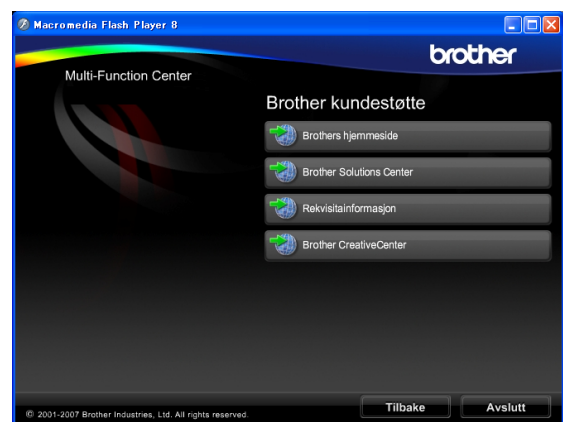 Macromedia Flash Player 8
brother
Multi-Function Center
Brother kundestøtte
Brothers hjemmeside
Brother Solutions Center
Rekvisitainformasjon
Brother CreativeCenter
Tilbake
Avslutt
© 2001-2007 Brother Industries, Ltd. All rights reserved.